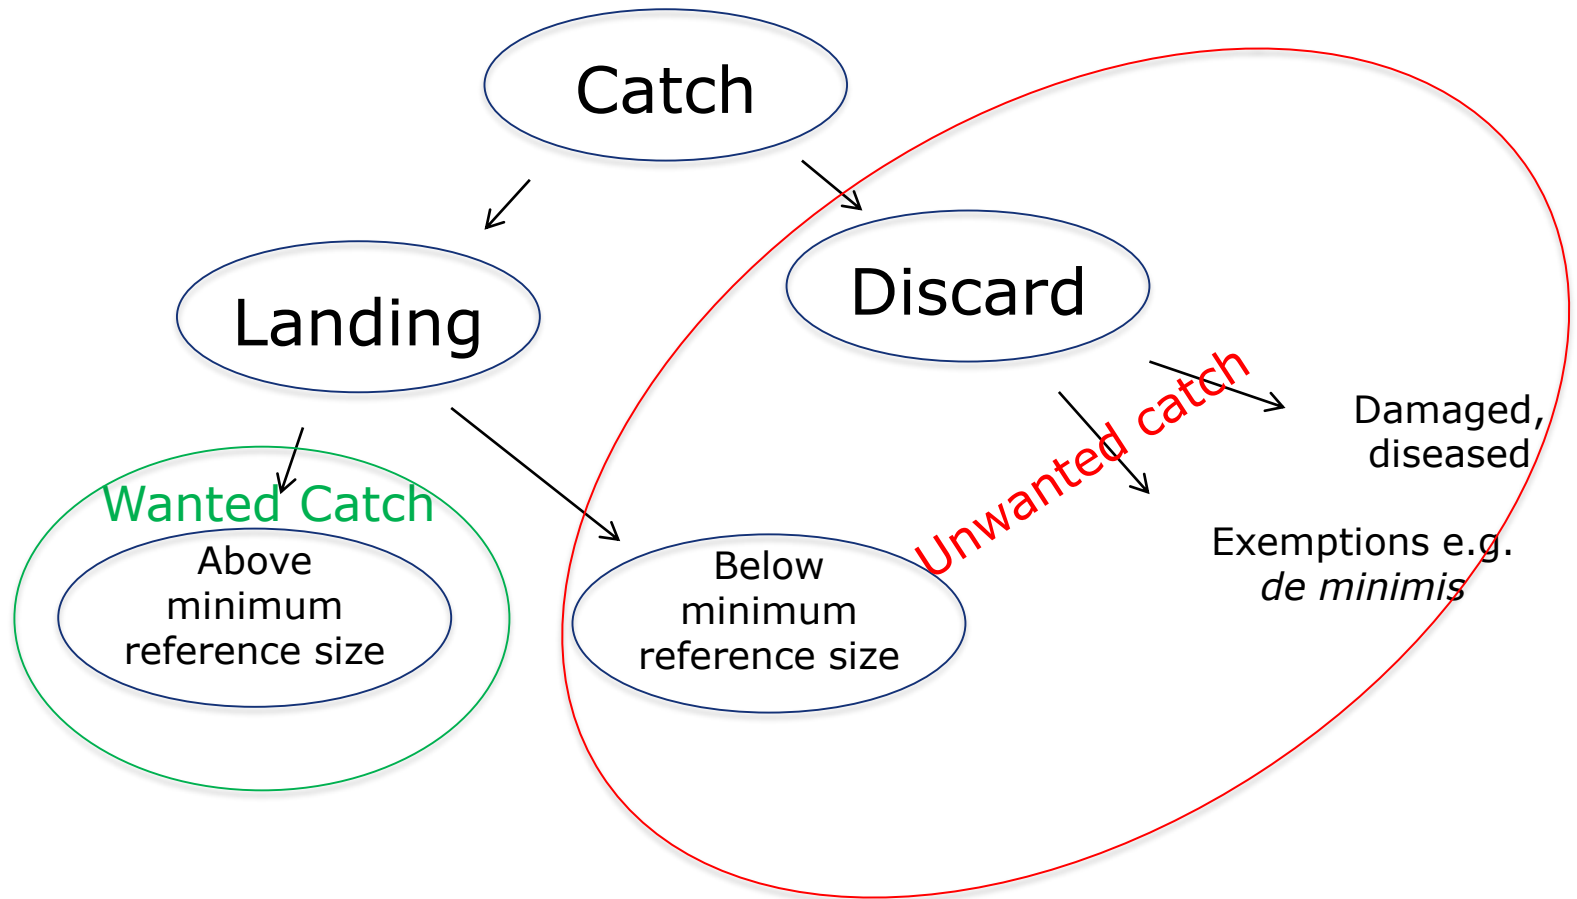 Catch
Landing
Discard
Unwanted catch
Damaged,
diseased
Wanted Catch
Above
minimum
reference size
Below
minimum
reference size
Exemptions e.g.
de minimis